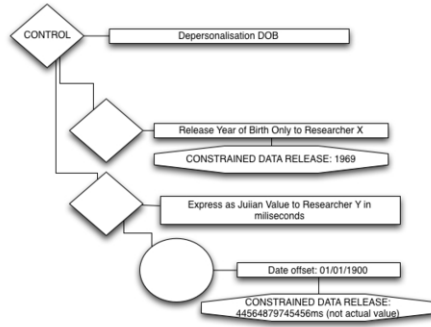 CONTROL
Depersonalisation DOB
Release Year of Birth Only to Researcher X
CONSTRAINED DATA RELEASE: 1969
Express as Juiian Value to Researcher Y in
miliseconds
Date offset: 01/01/1900
CONSTRAINED DATA RELEASE:
44564879745456ms (not actual value)